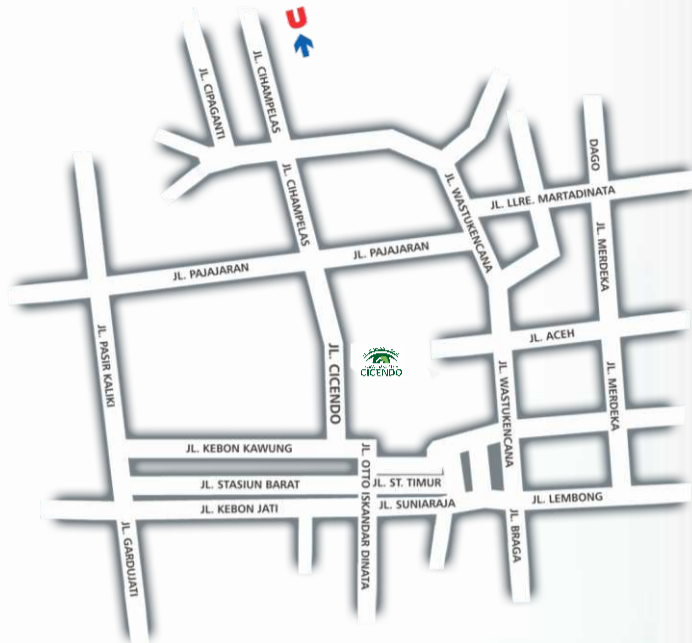 U
JL. CIPAGANTI
JL. CIHAMPELAS
DAGO
JL. CIHAMPELAS
JL. WASTUKENCANA
JL. LLRE. MARTADINATA
JL. PAJAJARAN
JL. PAJAJARAN
JL. MERDEKA
JL. PASIR KALIKI
JL. CICENDO
CICENDO
JL. ACEH
JL. WASTUKENCANA
JL. MERDEKA
JL. KEBON KAWUNG
JL. OTTO ISKANDAR DINATA
JL. STASIUN BARAT
JL. ST. TIMUR
JL. KEBON JATI
JL. SUNIARAJA
JL. LEMBONG
JL. GARDUJATI
JL. BRAGA